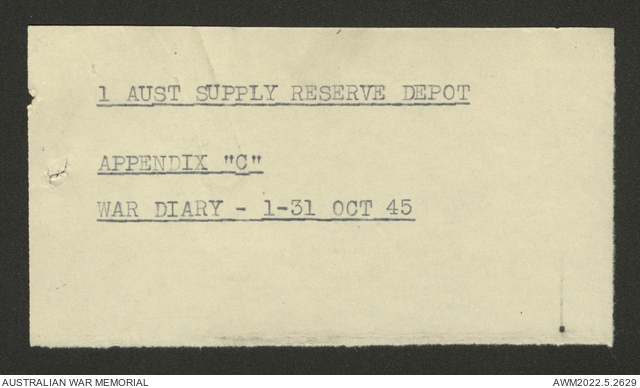 1 AUST SUPPLY RESERVE DEPOT
APPENDIX "C"
WAR DIARY - 1-31 OCT 45
AUSTRALIAN WAR MEMORIAL
AWM2022.5.2629